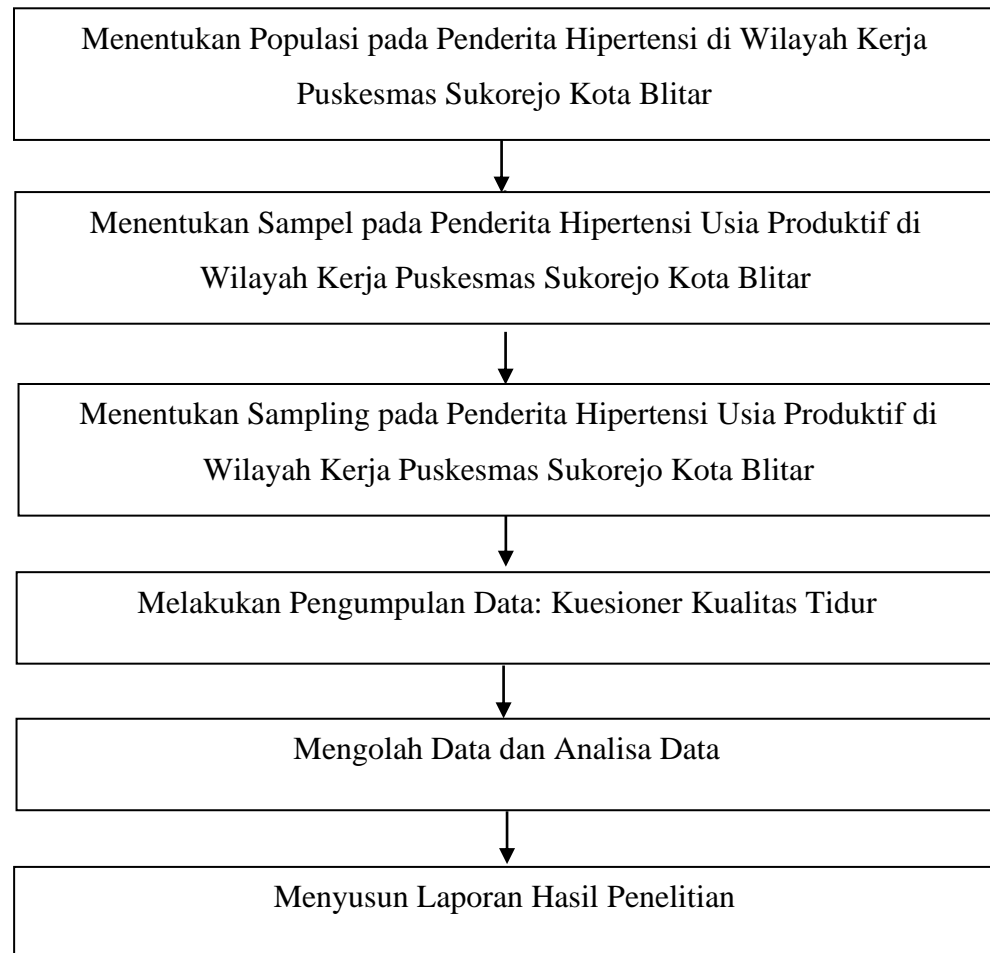 Menentukan Populasi pada Penderita Hipertensi di Wilayah Kerja
Puskesmas Sukorejo Kota Blitar
Menentukan Sampel pada Penderita Hipertensi Usia Produktif di
Wilayah Kerja Puskesmas Sukorejo Kota Blitar
Menentukan Sampling pada Penderita Hipertensi Usia Produktif di
Wilayah Kerja Puskesmas Sukorejo Kota Blitar
Melakukan Pengumpulan Data: Kuesioner Kualitas Tidur
Mengolah Data dan Analisa Data
Menyusun Laporan Hasil Penelitian